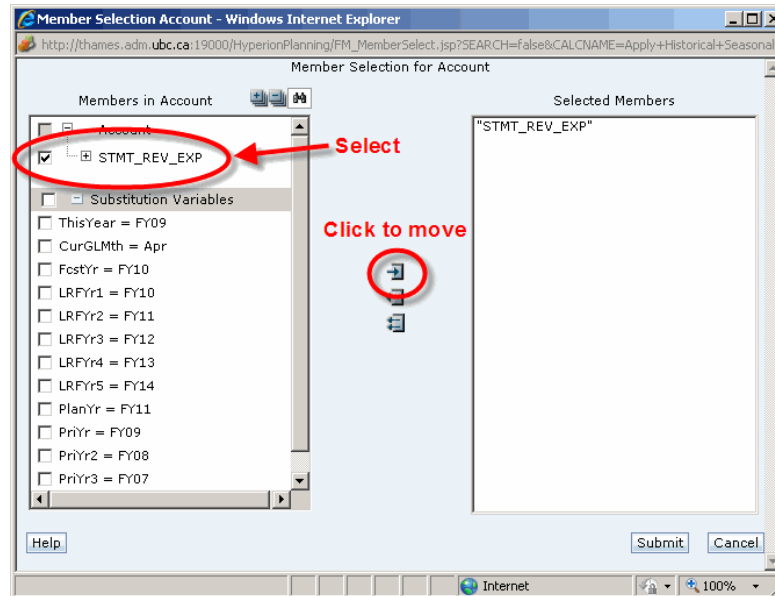 Member Selection Account - Windows Internet Explorer
http://thames.adm.ubc.ca:19000/HyperionPlanning/FM_MemberSelect.jsp?SEARCH=false&CALCNAME=Apply+Historical+Seasonal
Member Selection for Account
Members in Account
Selected Members
Account
"STMT_REV_EXP"
STMT_REV_EXP
Select
Substitution Variables
ThisYear = FY09
Click to move
CurGLMth = Apr
FcstYr = FY10
LRFYr1 = FY10
LRFYr2 = FY11
LRFYr3 = FY12
LRFYr4 = FY13
LRFYr5 = FY14
PlanYr = FY11
PriYr = FY09
PriYr2 = FY08
PriYr3 = FY07
Help
Submit
Cancel
Internet
100%